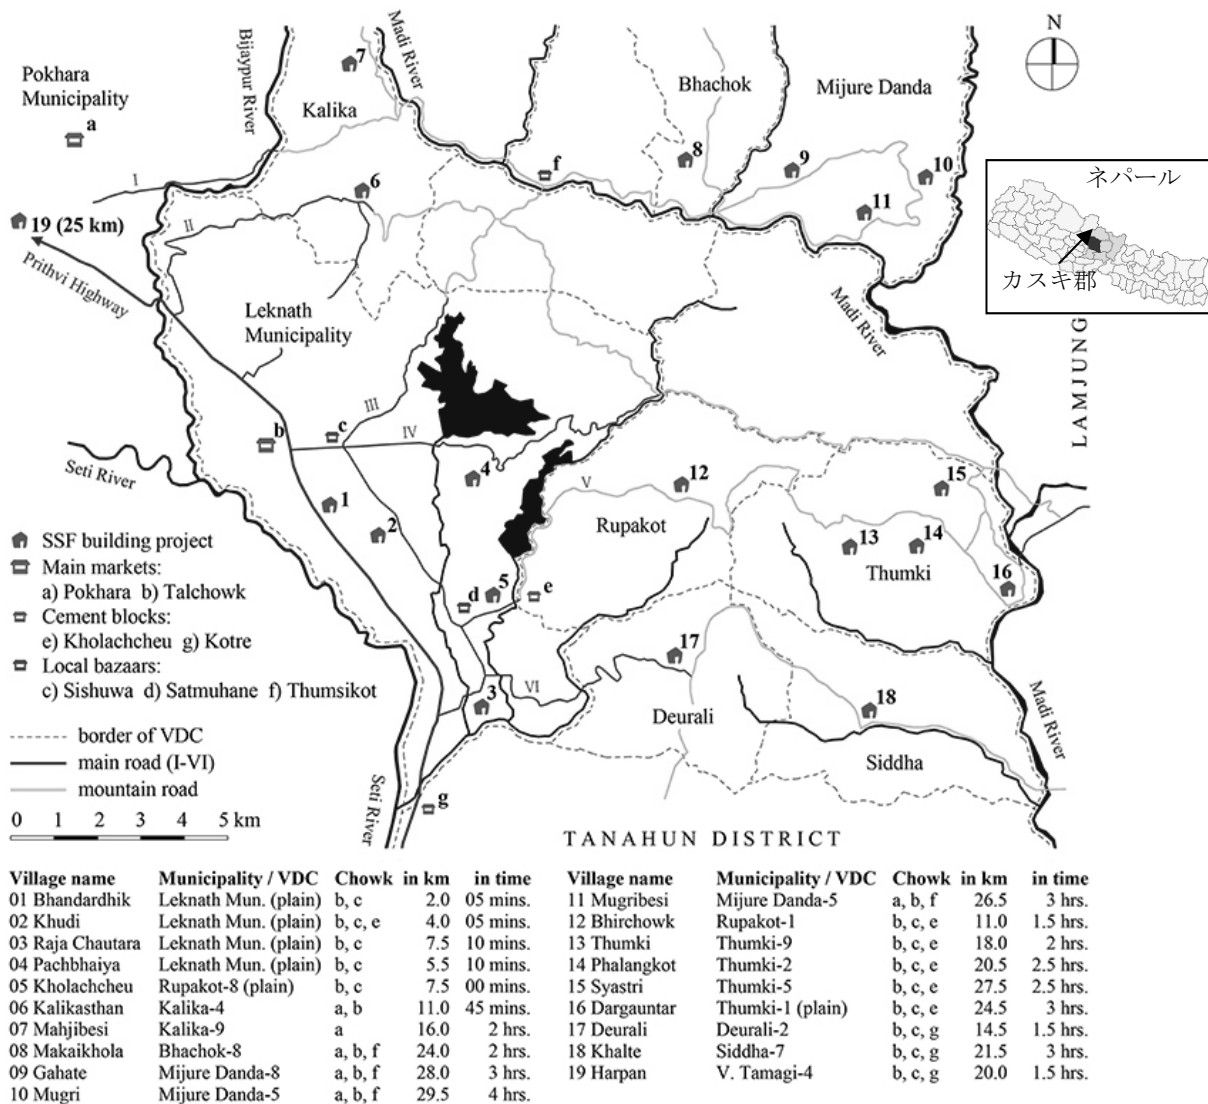 N
Pokhara
Municipality
a
Bijaypur River
7
Madi River
Kalika
Bhachok
Mijure Danda
8
9
10
11
f
6
I
II
19 (25 km)
Prithvi Highway
Leknath
Municipality
ネパール
カスキ郡
LAMJUNG
Madi River
III
IV
b
c
Seti River
4
V
12
15
1
2
Rupakot
13
14
Thumki
16
5
d
e
17
VI
3
18
Deurali
Siddha
Madi River
Seti River
g
TANAHUN DISTRICT
SSF building project
Main markets:
a) Pokhara b) Talchowk
Cement blocks:
e) Kholachcheu g) Kotre
Local bazaars:
c) Sishuwa d) Satmuhane f) Thumsikot
border of VDC
main road (I-VI)
mountain road
0 1 2 3 4 5 km
Village name Municipality / VDC Chowk in km in time
01 Bhandardhik Leknath Mun. (plain) b, c 2.0 05 mins.
02 Khudi Leknath Mun. (plain) b, c, e 4.0 05 mins.
03 Raja Chautara Leknath Mun. (plain) b, c 7.5 10 mins.
04 Pachbhaiya Leknath Mun. (plain) b, c 5.5 10 mins.
05 Kholachcheu Rupakot-8 (plain) b, c 7.5 00 mins.
06 Kalikasthan Kalika-4 a, b 11.0 45 mins.
07 Mahjibesi Kalika-9 a 16.0 2 hrs.
08 Makaikhola Bhachok-8 a, b, f 24.0 2 hrs.
09 Gahate Mijure Danda-8 a, b, f 28.0 3 hrs.
10 Mugri Mijure Danda-5 a, b, f 29.5 4 hrs.
Village name Municipality / VDC Chowk in km in time
11 Mugribesi Mijure Danda-5 a, b, f 26.5 3 hrs.
12 Bhirchowk Rupakot-1 b, c, e 11.0 1.5 hrs.
13 Thumki Thumki-9 b, c, e 18.0 2 hrs.
14 Phalangkot Thumki-2 b, c, e 20.5 2.5 hrs.
15 Syastri Thumki-5 b, c, e 27.5 2.5 hrs.
16 Dargauntar Thumki-1 (plain) b, c, e 24.5 3 hrs.
17 Deurali Deurali-2 b, c, g 14.5 1.5 hrs.
18 Khalte Siddha-7 b, c, g 21.5 3 hrs.
19 Harpan V. Tamagi-4 b, c, g 20.0 1.5 hrs.